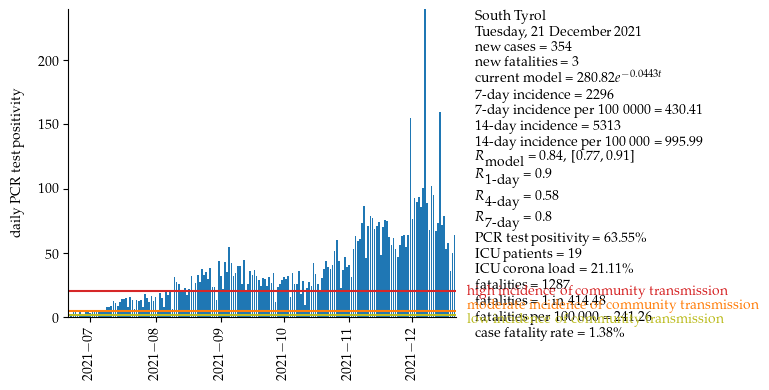 South Tyrol
Tuesday, 21 December 2021
new cases = 354
new fatalities = 3
current model = 280.82e^−0.0443t
7-day incidence = 2296
7-day incidence per 100 0000 = 430.41
14-day incidence = 5313
14-day incidence per 100 000 = 995.99
R_model = 0.84, [0.77, 0.91]
R_1-day = 0.9
R_4-day = 0.58
R_7-day = 0.8
PCR test positivity = 63.55%
ICU patients = 19
ICU corona load = 21.11%
fatalities = 1287
high incidence of community transmission
fatalities = 1 in 414.48
moderate incidence of community transmission
fatalities per 100 000 = 241.26
low incidence of community transmission
case fatality rate = 1.38%
daily PCR test positivity
200
150
100
50
0
2021−07
2021−08
2021−09
2021−10
2021−11
2021−12